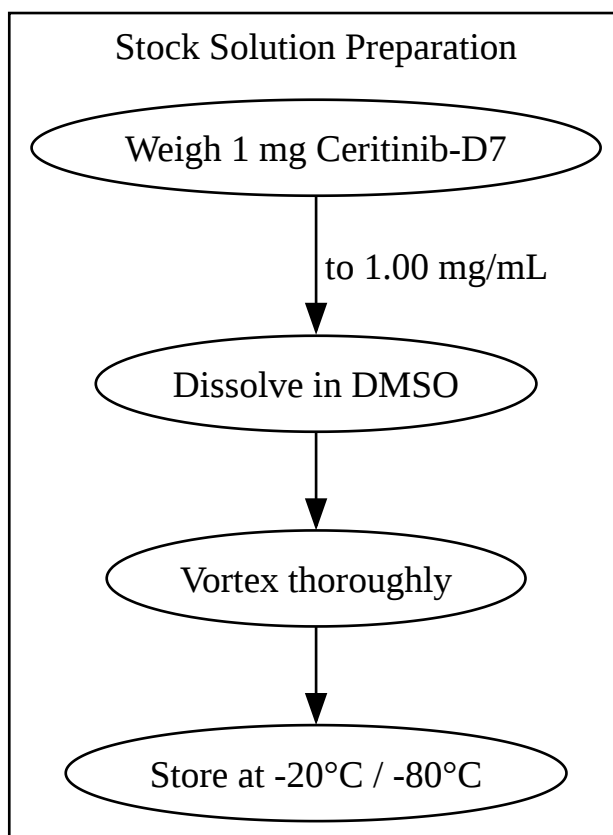 Stock Solution Preparation
Weigh 1 mg Ceritinib-D7
to 1.00 mg/mL
Dissolve in DMSO
Vortex thoroughly
Store at -20°C / -80°C